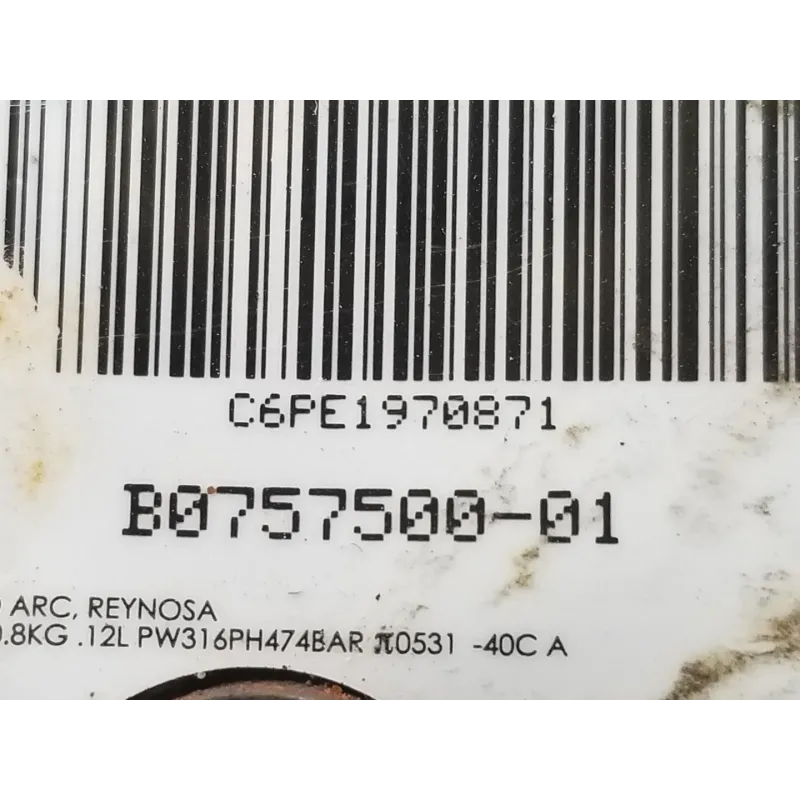 C6PE1970871
B0757500-01
ARC, REYNOSA
.8KG .12L PW316PH474BAR π0531 -40C A